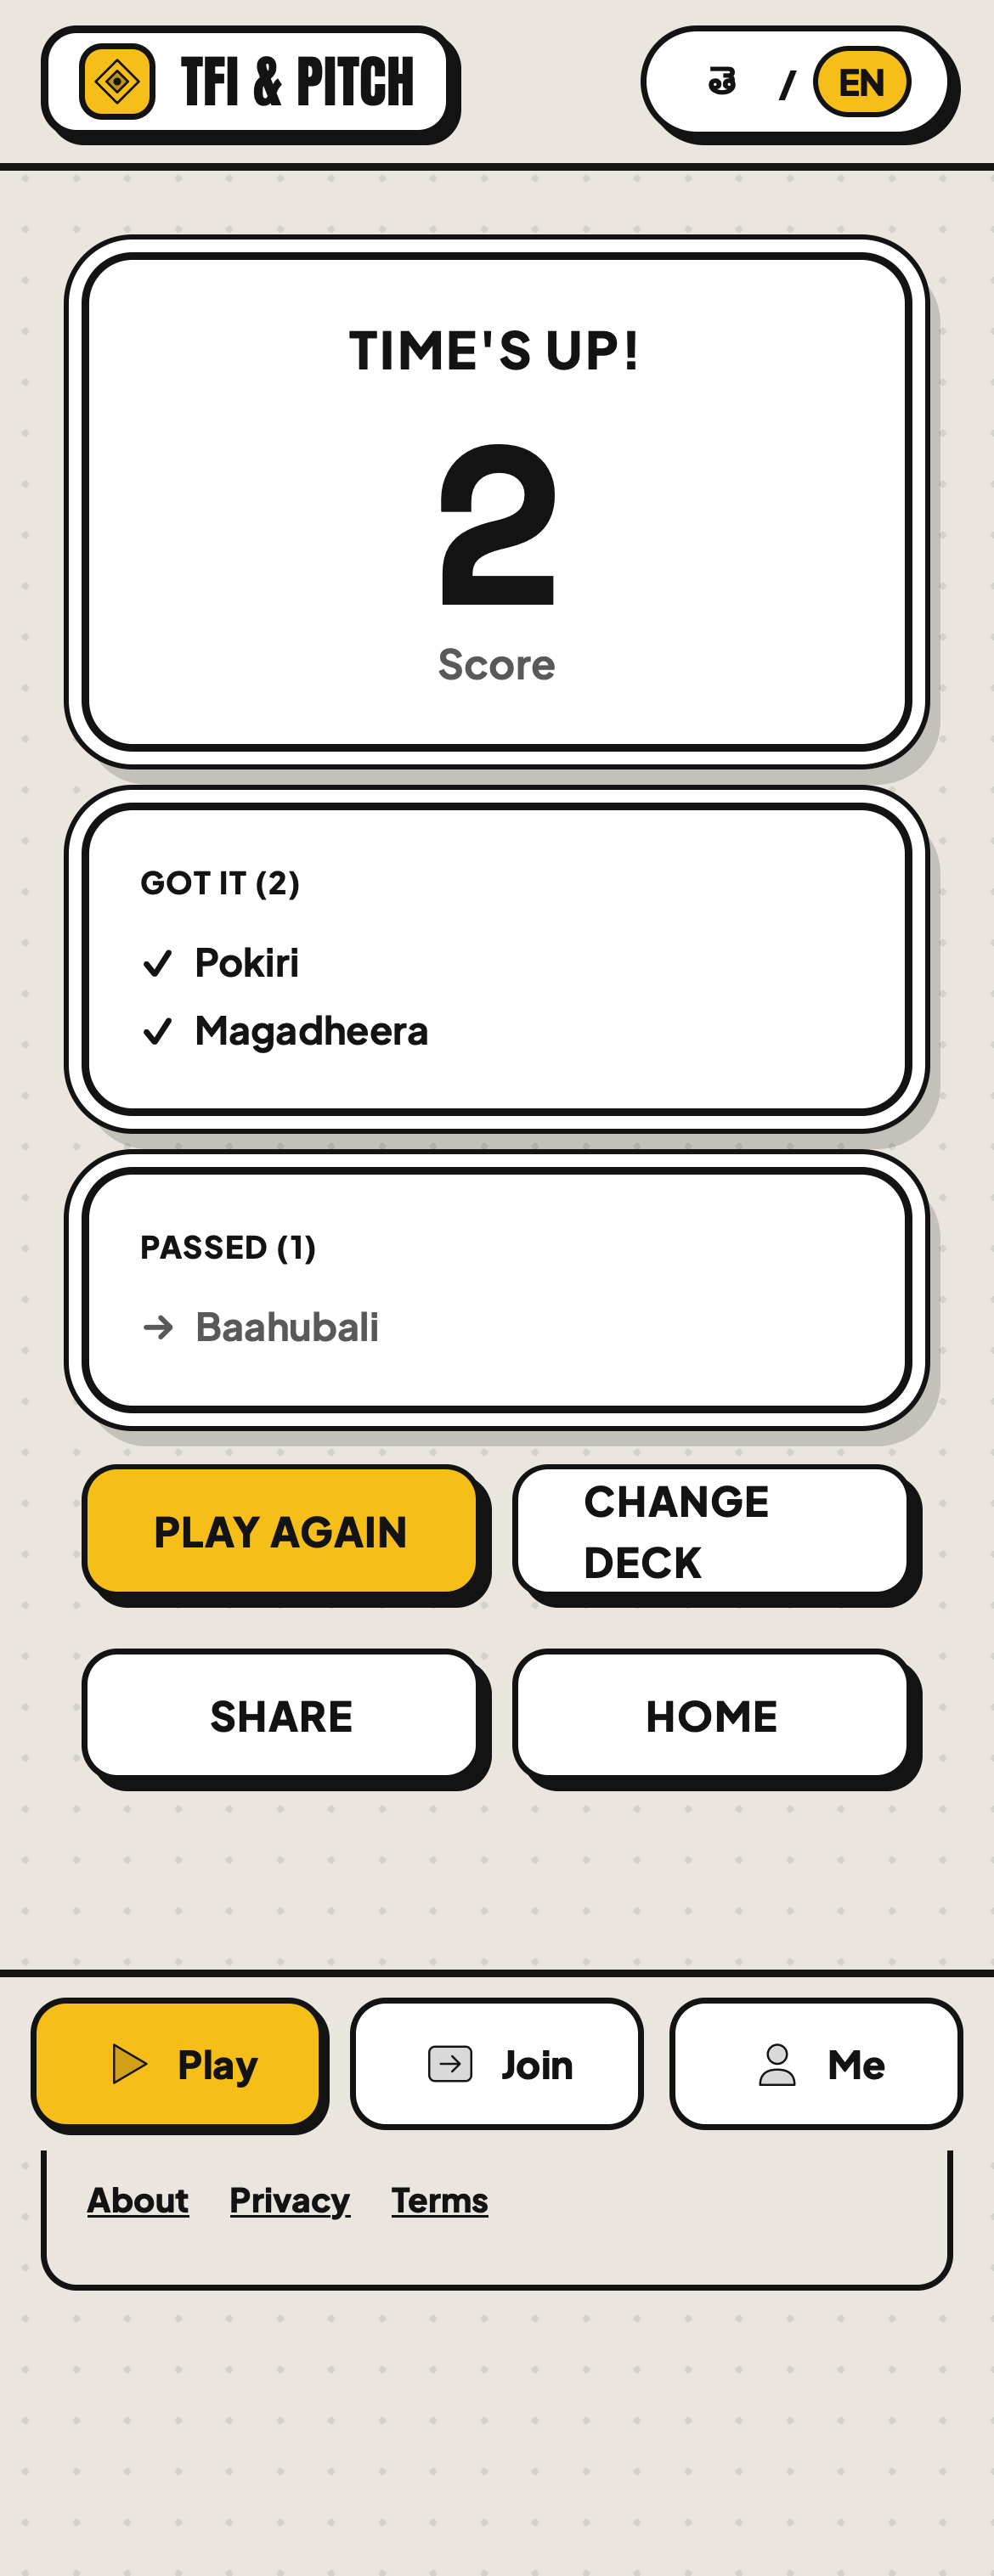 TFI & PITCH
తె / EN
TIME'S UP!
2
Score
GOT IT (2)
✓ Pokiri
✓ Magadheera
PASSED (1)
→ Baahubali
PLAY AGAIN
CHANGE
DECK
SHARE
HOME
Play
Join
Me
About Privacy Terms